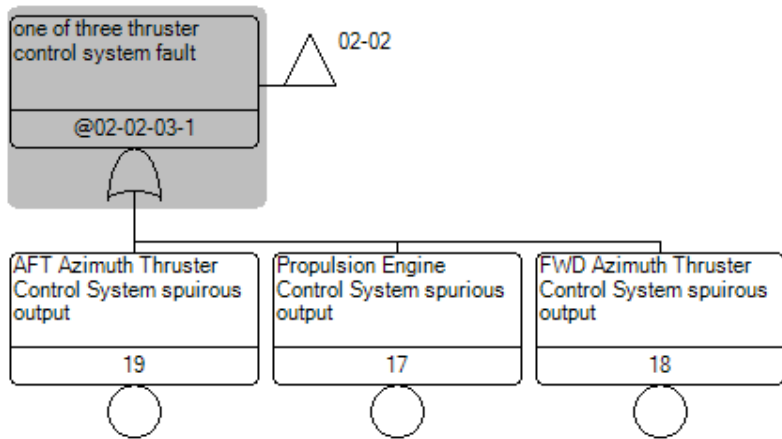 one of three thruster
control system fault
02-02
@02-02-03-1
AFT Azimuth Thruster
Control System spuirous
output
19
Propulsion Engine
Control System spurious
output
17
FWD Azimuth Thruster
Control System spuirous
output
18